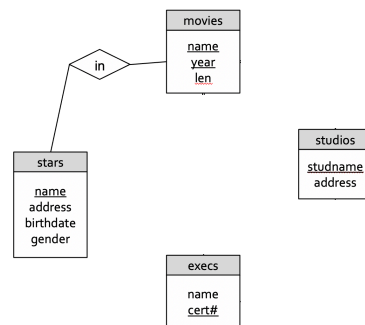 movies
name
year
len
in
stars
name
address
birthdate
gender
studios
studname
address
execs
name
cert#